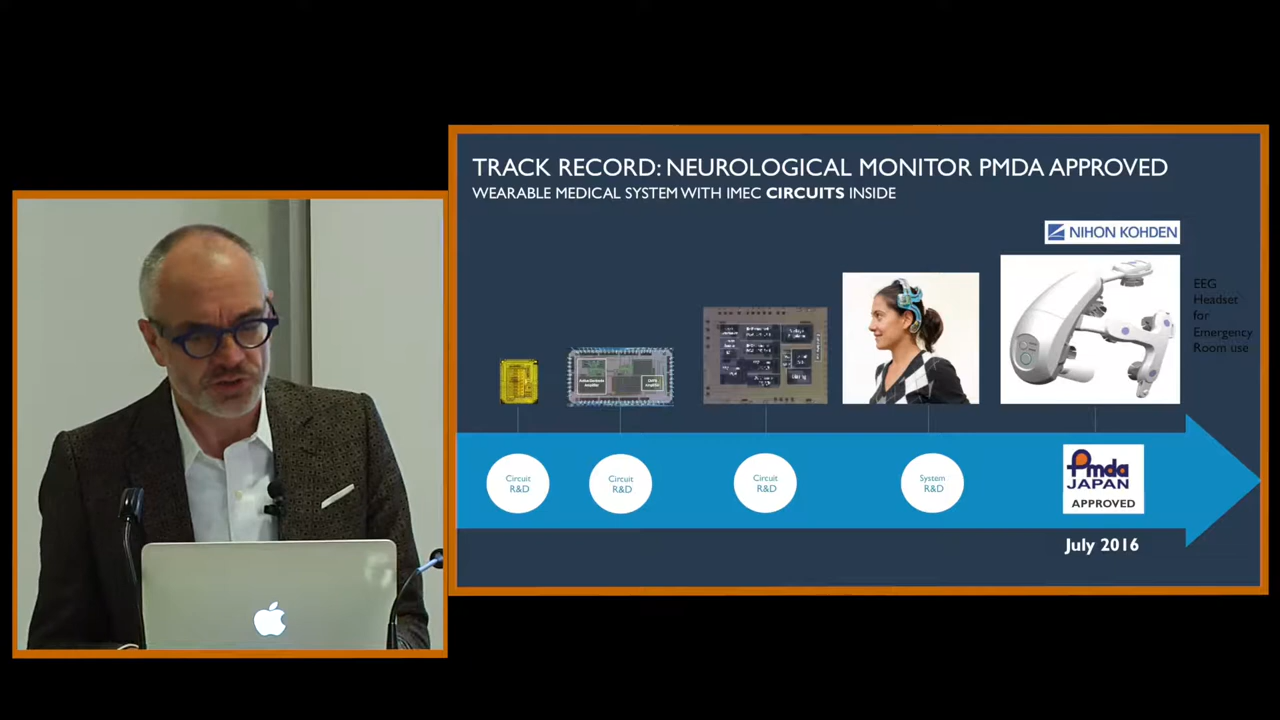 TRACK RECORD: NEUROLOGICAL MONITOR PMDA APPROVED
WEARABLE MEDICAL SYSTEM WITH IMEC CIRCUITS INSIDE
NIHON KOHDEN
EEG
Headset
for
Emergency
Room use
Circuit
R&D
Circuit
R&D
Circuit
R&D
System
R&D
Pmda
JAPAN
APPROVED
July 2016